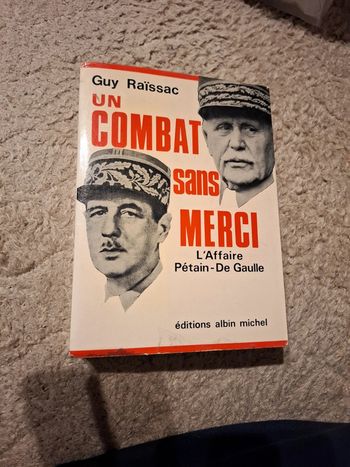 Guy Raïssac
UN
COMBAT
sans
MERCI
L'Affaire
Pétain-De Gaulle
éditions albin michel